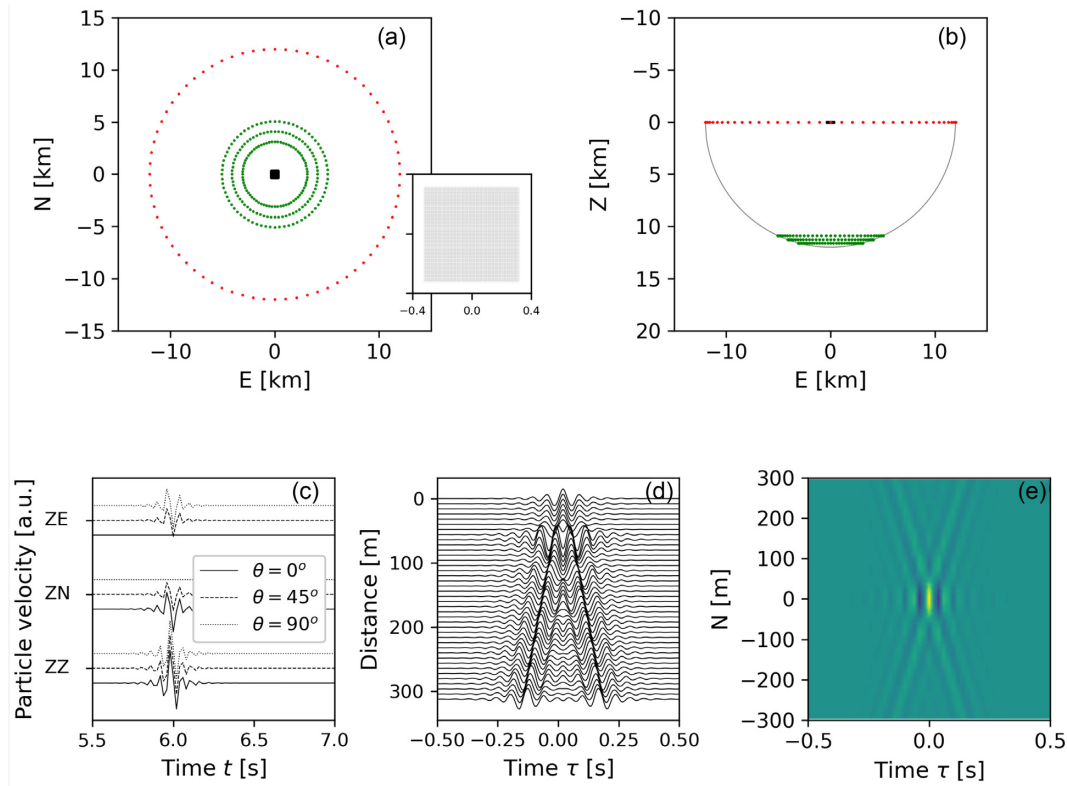 (a)
15
10
5
0
−5
−10
−15
N [km]
−10
0
10
E [km]
−0.4
0.0
0.4
(b)
−10
−5
0
5
10
15
20
Z [km]
−10
0
10
E [km]
(c)
Particle velocity [a.u.]
ZE
ZN
ZZ
θ = 0°
θ = 45°
θ = 90°
5.5
6.0
6.5
7.0
Time t [s]
(d)
Distance [m]
0
100
200
300
−0.50
−0.25
0.00
0.25
0.50
Time τ [s]
(e)
N [m]
300
200
100
0
−100
−200
−300
−0.5
0.0
0.5
Time τ [s]